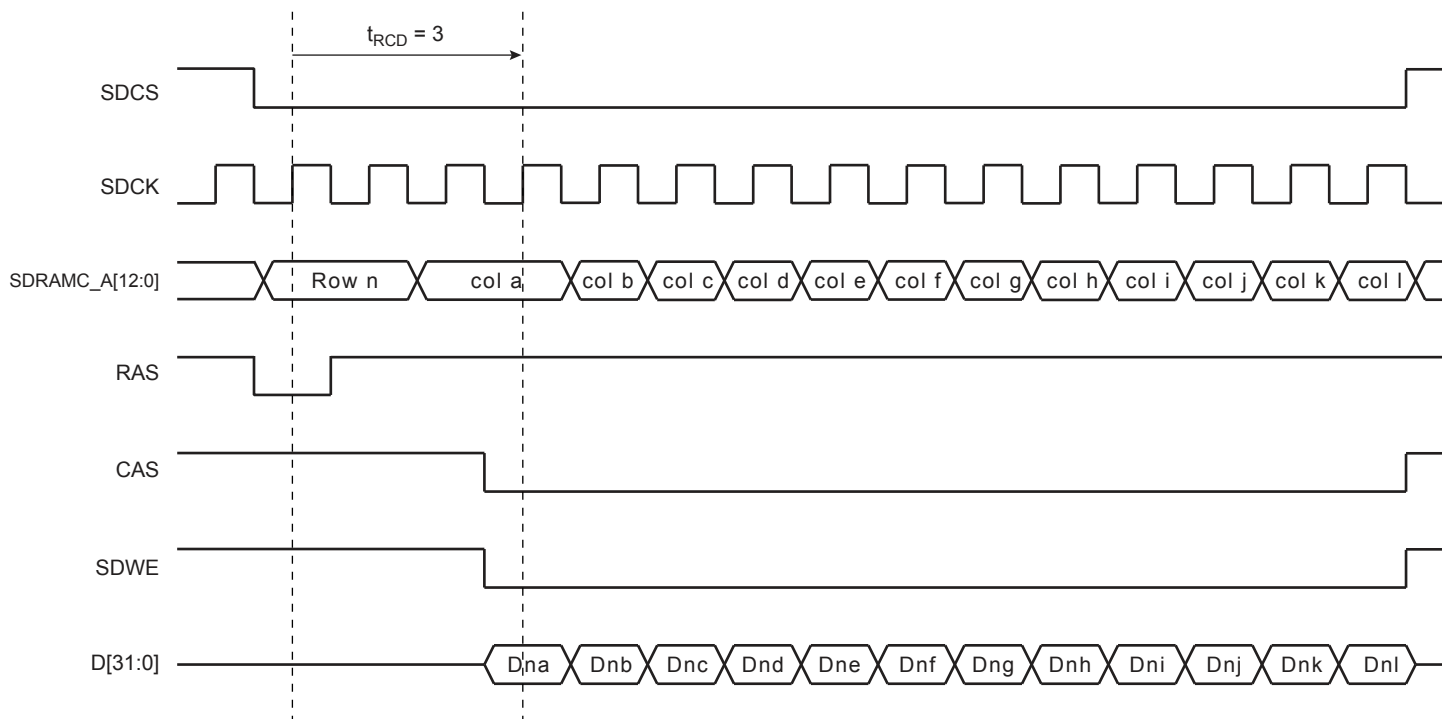 t_RCD = 3
SDCS
SDCK
SDRAMC_A[12:0] Row n col a col b col c col d col e col f col g col h col i col j col k col l
RAS
CAS
SDWE
D[31:0] Dna Dnb Dnc Dnd Dne Dnf Dng Dnh Dni Dnj Dnk Dnl